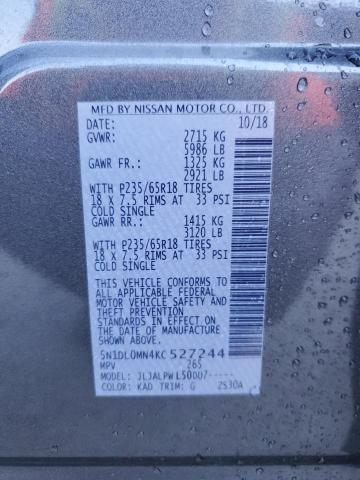 MFD BY NISSAN MOTOR CO., LTD.
DATE: 10/18
GVWR: 2715 KG
5986 LB
GAWR FR.: 1325 KG
2921 LB
WITH P235/65R18 TIRES
18 X 7.5 RIMS AT 33 PSI
COLD SINGLE
GAWR RR.: 1415 KG
3120 LB
WITH P235/65R18 TIRES
18 X 7.5 RIMS AT 33 PSI
COLD SINGLE
THIS VEHICLE CONFORMS TO
ALL APPLICABLE FEDERAL
MOTOR VEHICLE SAFETY AND
THEFT PREVENTION
STANDARDS IN EFFECT ON
THE DATE OF MANUFACTURE
SHOWN ABOVE.
5N1DL0MN4KC 527244
MPV 265
MODEL: JLJALPWL50UU7-----
COLOR: KAD TRIM: G 2S30A